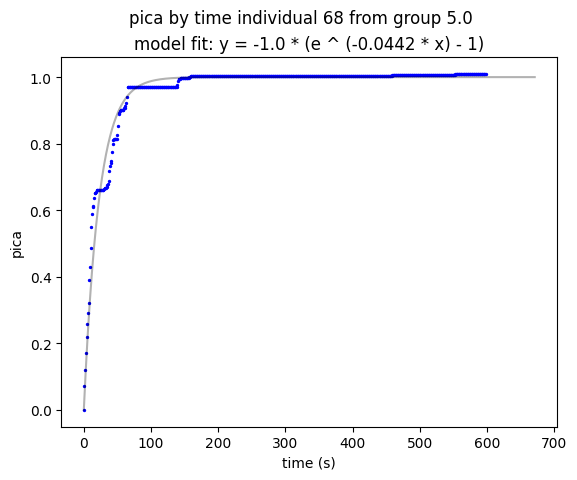 pica by time individual 68 from group 5.0
model fit: y = -1.0 * (e ^ (-0.0442 * x) - 1)
1.0
0.8
0.6
0.4
0.2
0.0
pica
0 100 200 300 400 500 600 700
time (s)